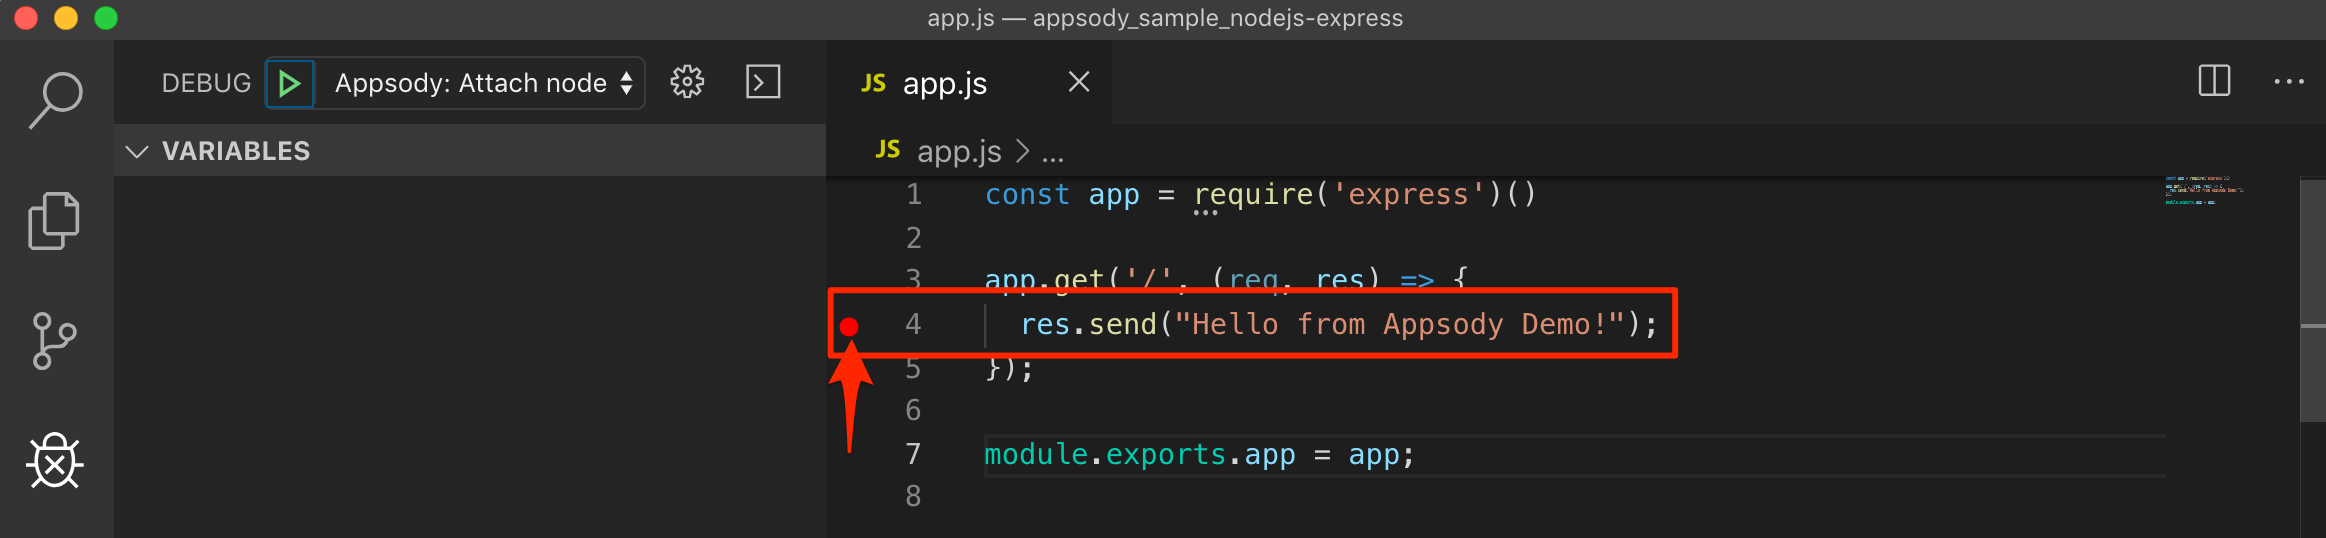 app.js — appsody_sample_nodejs-express
DEBUG Appsody: Attach node
VARIABLES
JS app.js
JS app.js > ...
1 const app = require('express')()
2
3 app.get('/', (req, res) => {
4 res.send("Hello from Appsody Demo!");
5 });
6
7 module.exports.app = app;
8